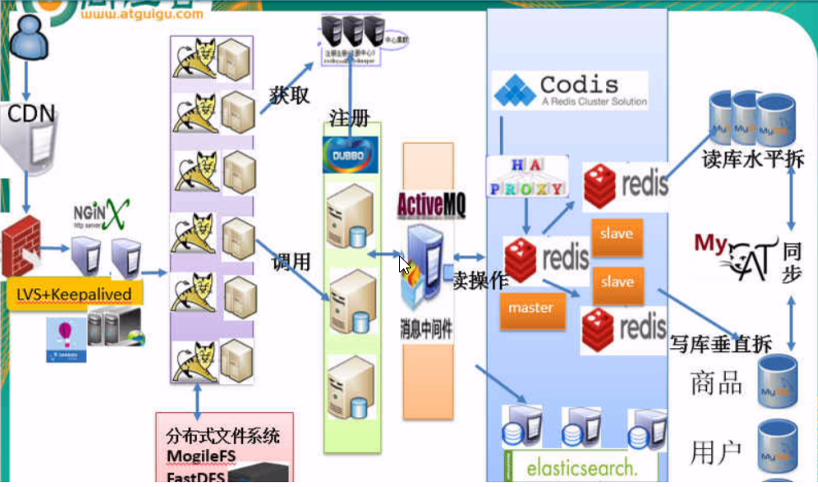 www.atguigu.com
CDN
NGiNX
http server
LVS+Keepalived
获取
注册
DUBBO
调用
分布式文件系统
MogileFS
FastDFS
ActiveMQ
消息中间件
读操作
Codis
A Redis Cluster Solution
HA
PROXY
redis
redis
redis
slave
slave
master
elasticsearch.
读库水平拆
MyCAT
同步
写库垂直拆
商品
用户